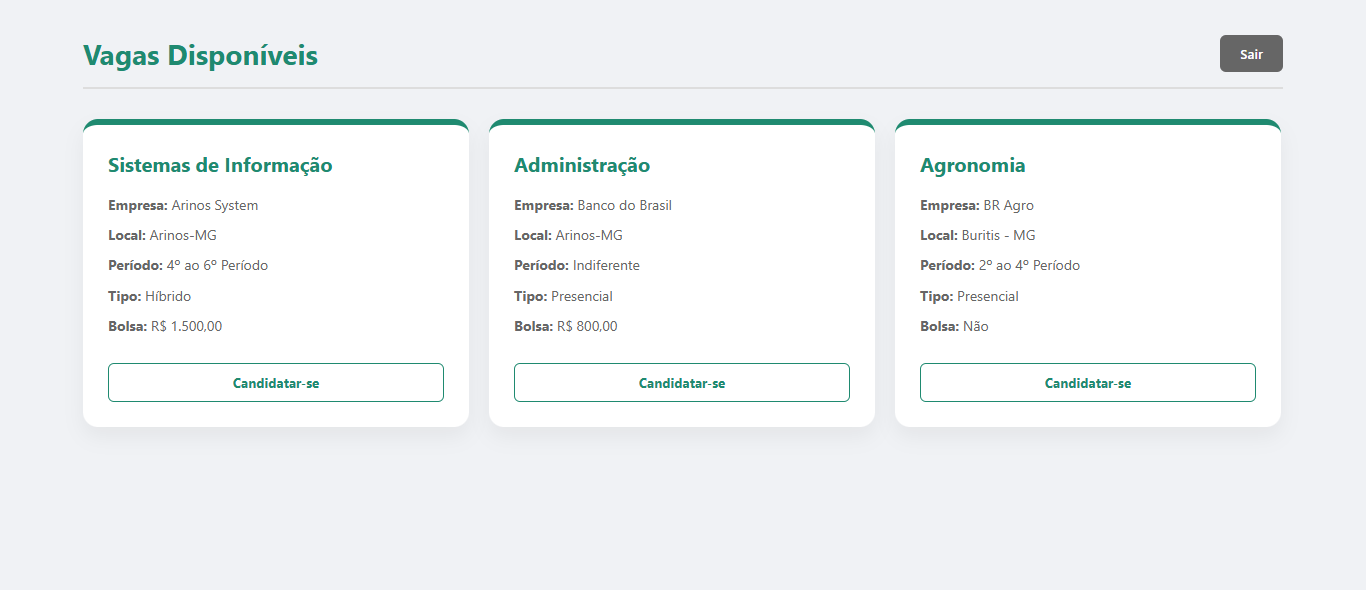 Vagas Disponíveis
Sair
Sistemas de Informação
Empresa: Arinos System
Local: Arinos-MG
Período: 4º ao 6º Período
Tipo: Híbrido
Bolsa: R$ 1.500,00
Candidatar-se
Administração
Empresa: Banco do Brasil
Local: Arinos-MG
Período: Indiferente
Tipo: Presencial
Bolsa: R$ 800,00
Candidatar-se
Agronomia
Empresa: BR Agro
Local: Buritis - MG
Período: 2º ao 4º Período
Tipo: Presencial
Bolsa: Não
Candidatar-se